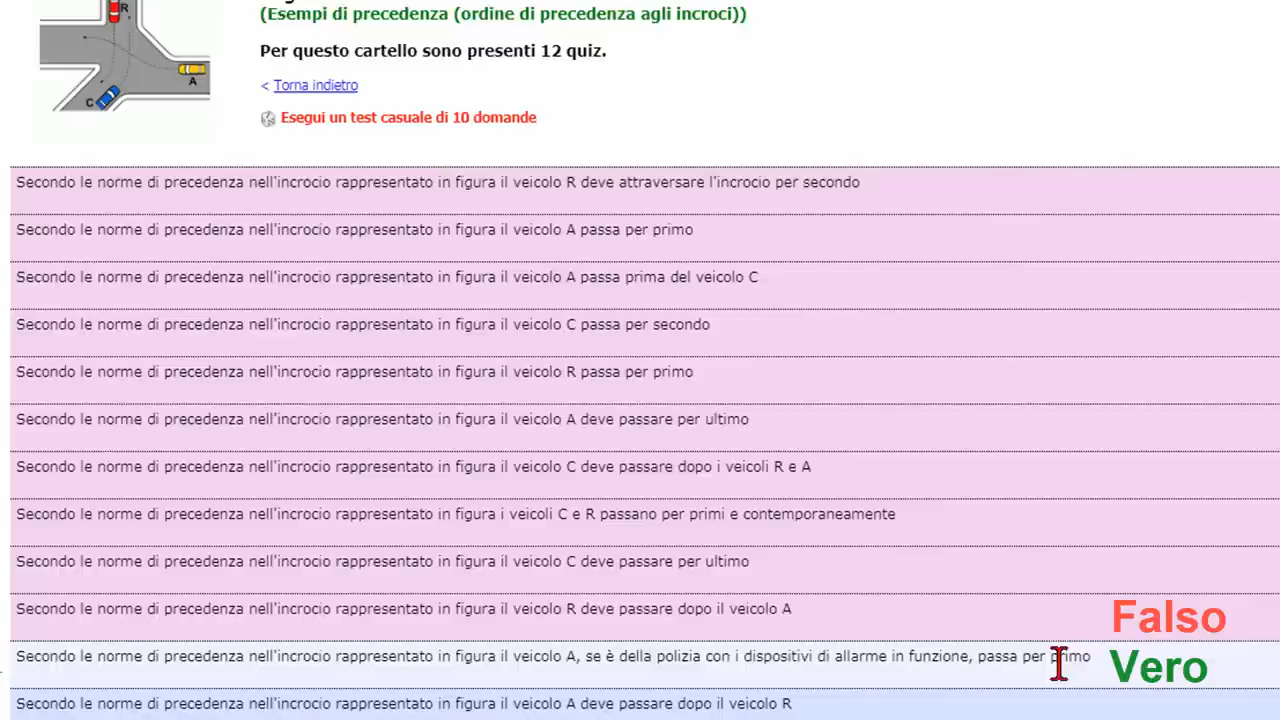 R
A
C
(Esempi di precedenza (ordine di precedenza agli incroci))
Per questo cartello sono presenti 12 quiz.
< Torna indietro
Esegui un test casuale di 10 domande
Secondo le norme di precedenza nell'incrocio rappresentato in figura il veicolo R deve attraversare l'incrocio per secondo
Secondo le norme di precedenza nell'incrocio rappresentato in figura il veicolo A passa per primo
Secondo le norme di precedenza nell'incrocio rappresentato in figura il veicolo A passa prima del veicolo C
Secondo le norme di precedenza nell'incrocio rappresentato in figura il veicolo C passa per secondo
Secondo le norme di precedenza nell'incrocio rappresentato in figura il veicolo R passa per primo
Secondo le norme di precedenza nell'incrocio rappresentato in figura il veicolo A deve passare per ultimo
Secondo le norme di precedenza nell'incrocio rappresentato in figura il veicolo C deve passare dopo i veicoli R e A
Secondo le norme di precedenza nell'incrocio rappresentato in figura i veicoli C e R passano per primi e contemporaneamente
Secondo le norme di precedenza nell'incrocio rappresentato in figura il veicolo C deve passare per ultimo
Secondo le norme di precedenza nell'incrocio rappresentato in figura il veicolo R deve passare dopo il veicolo A
Falso
Secondo le norme di precedenza nell'incrocio rappresentato in figura il veicolo A, se è della polizia con i dispositivi di allarme in funzione, passa per primo
Vero
Secondo le norme di precedenza nell'incrocio rappresentato in figura il veicolo A deve passare dopo il veicolo R